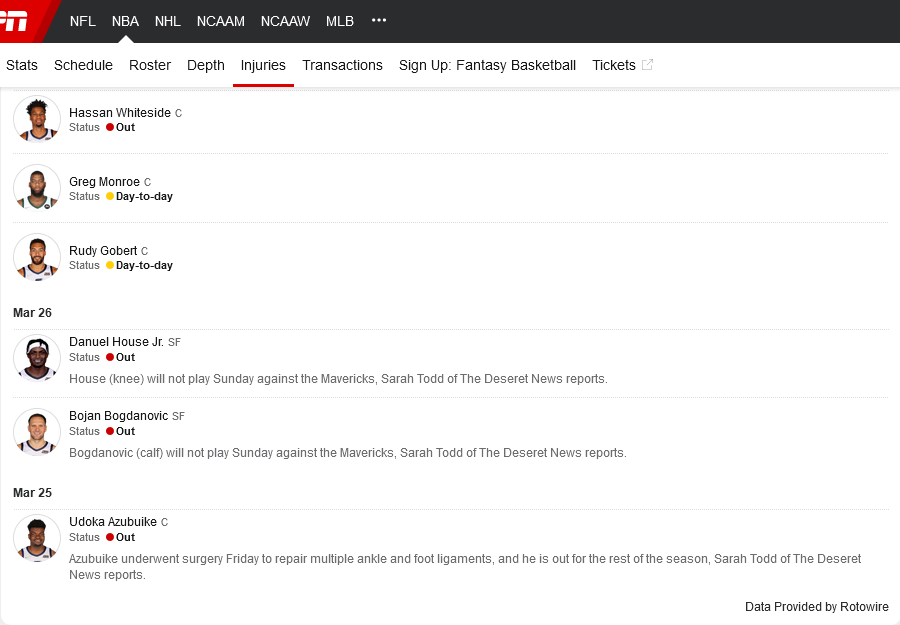 NFL NBA NHL NCAAM NCAAW MLB •••
Stats Schedule Roster Depth Injuries Transactions Sign Up: Fantasy Basketball Tickets
Hassan Whiteside C
Status Out
Greg Monroe C
Status Day-to-day
Rudy Gobert C
Status Day-to-day
Mar 26
Danuel House Jr. SF
Status Out
House (knee) will not play Sunday against the Mavericks, Sarah Todd of The Deseret News reports.
Bojan Bogdanovic SF
Status Out
Bogdanovic (calf) will not play Sunday against the Mavericks, Sarah Todd of The Deseret News reports.
Mar 25
Udoka Azubuike C
Status Out
Azubuike underwent surgery Friday to repair multiple ankle and foot ligaments, and he is out for the rest of the season, Sarah Todd of The Deseret
News reports.
Data Provided by Rotowire